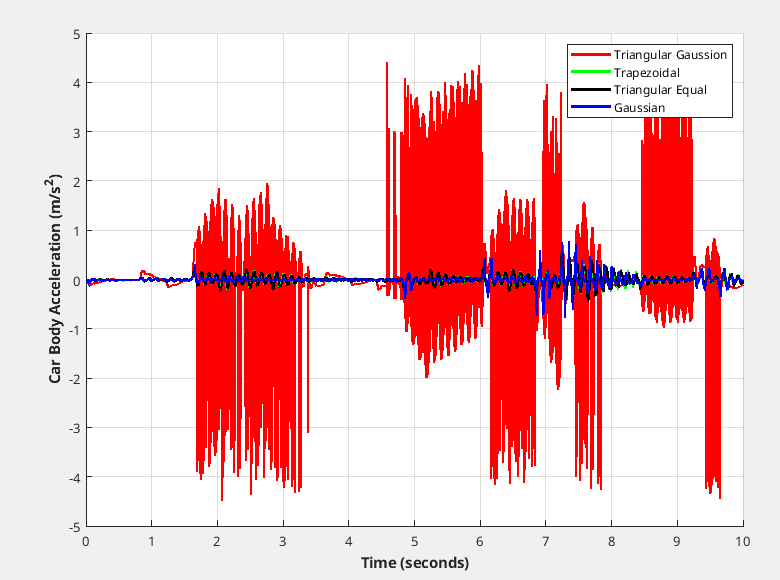 Triangular Gaussion
Trapezoidal
Triangular Equal
Gaussian
5
4
3
2
1
0
-1
-2
-3
-4
-5
Car Body Acceleration (m/s²)
0 1 2 3 4 5 6 7 8 9 10
Time (seconds)